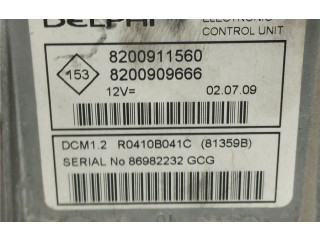 DELPHI
ELECTRONIC
CONTROL UNIT
8200911560
153
8200909666
12V= 02.07.09
DCM1.2 R0410B041C (81359B)
SERIAL No 86982232 GCG